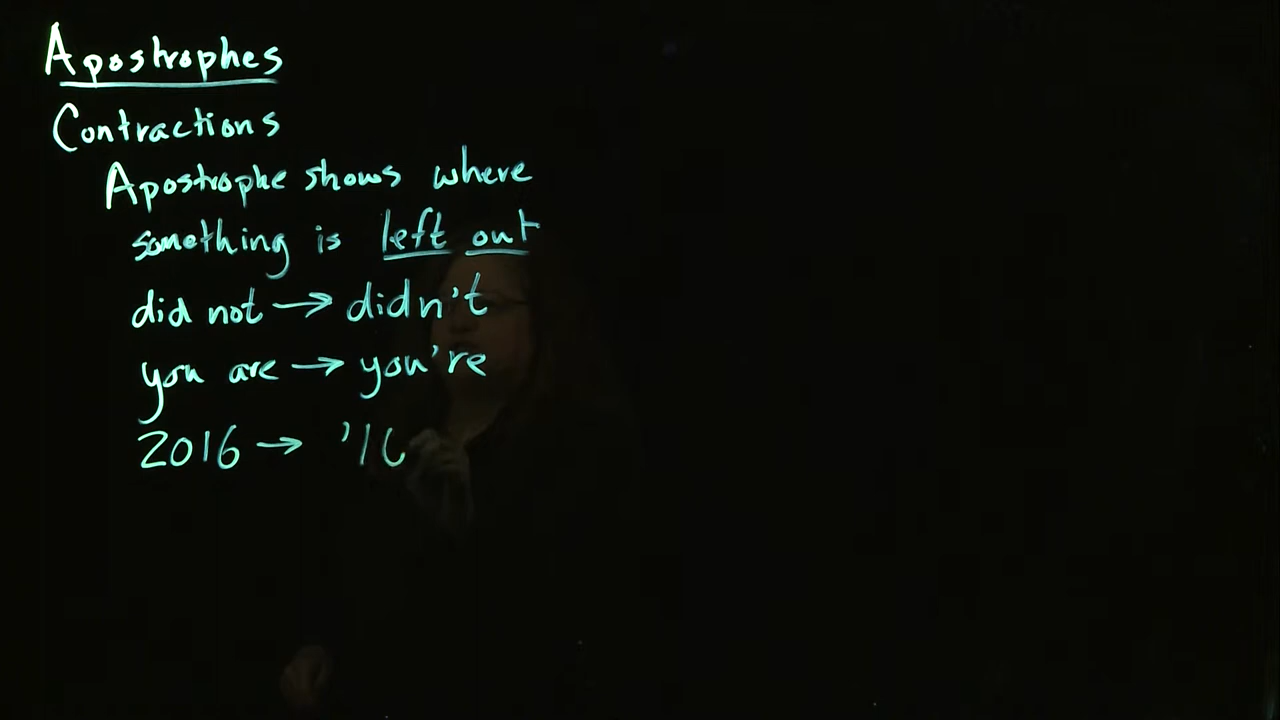 Apostrophes
Contractions
Apostrophe shows where
something is left out
did not → didn't
you are → you're
2016 → '16